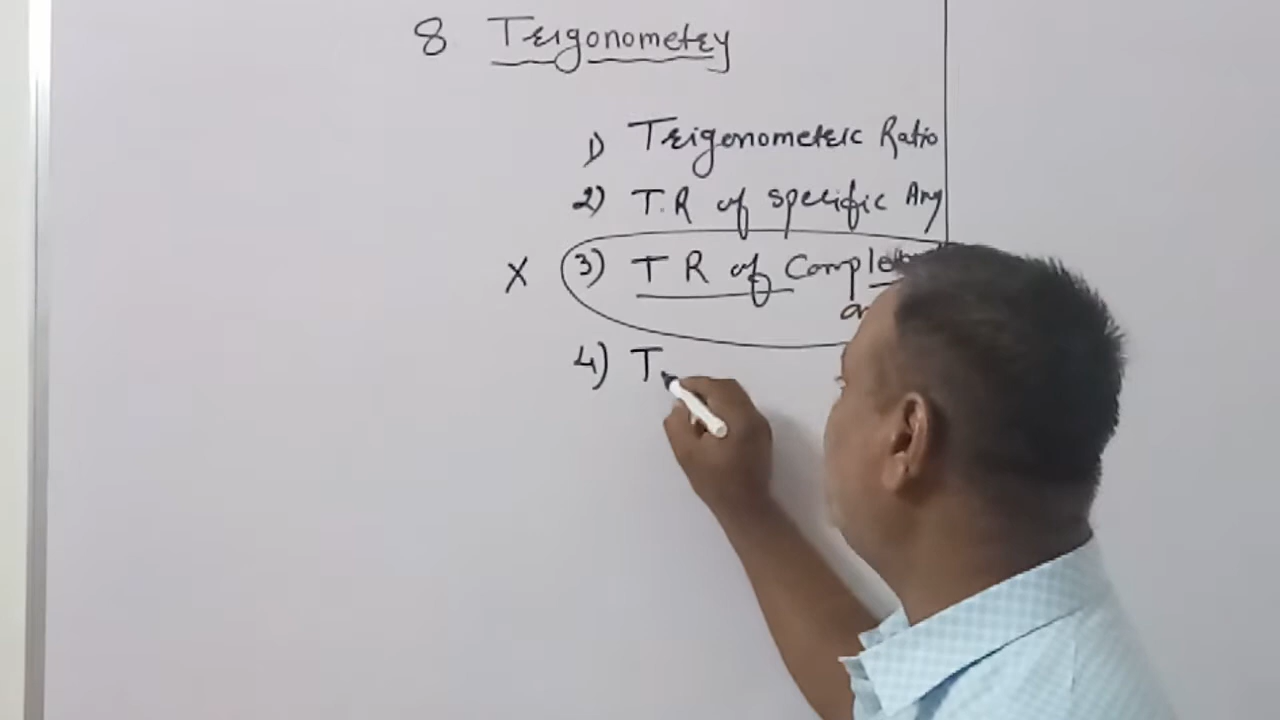 8 Trigonometry
1) Trigonometric Ratio
2) T.R of specific Ang
X 3) T R of Comple
4) T